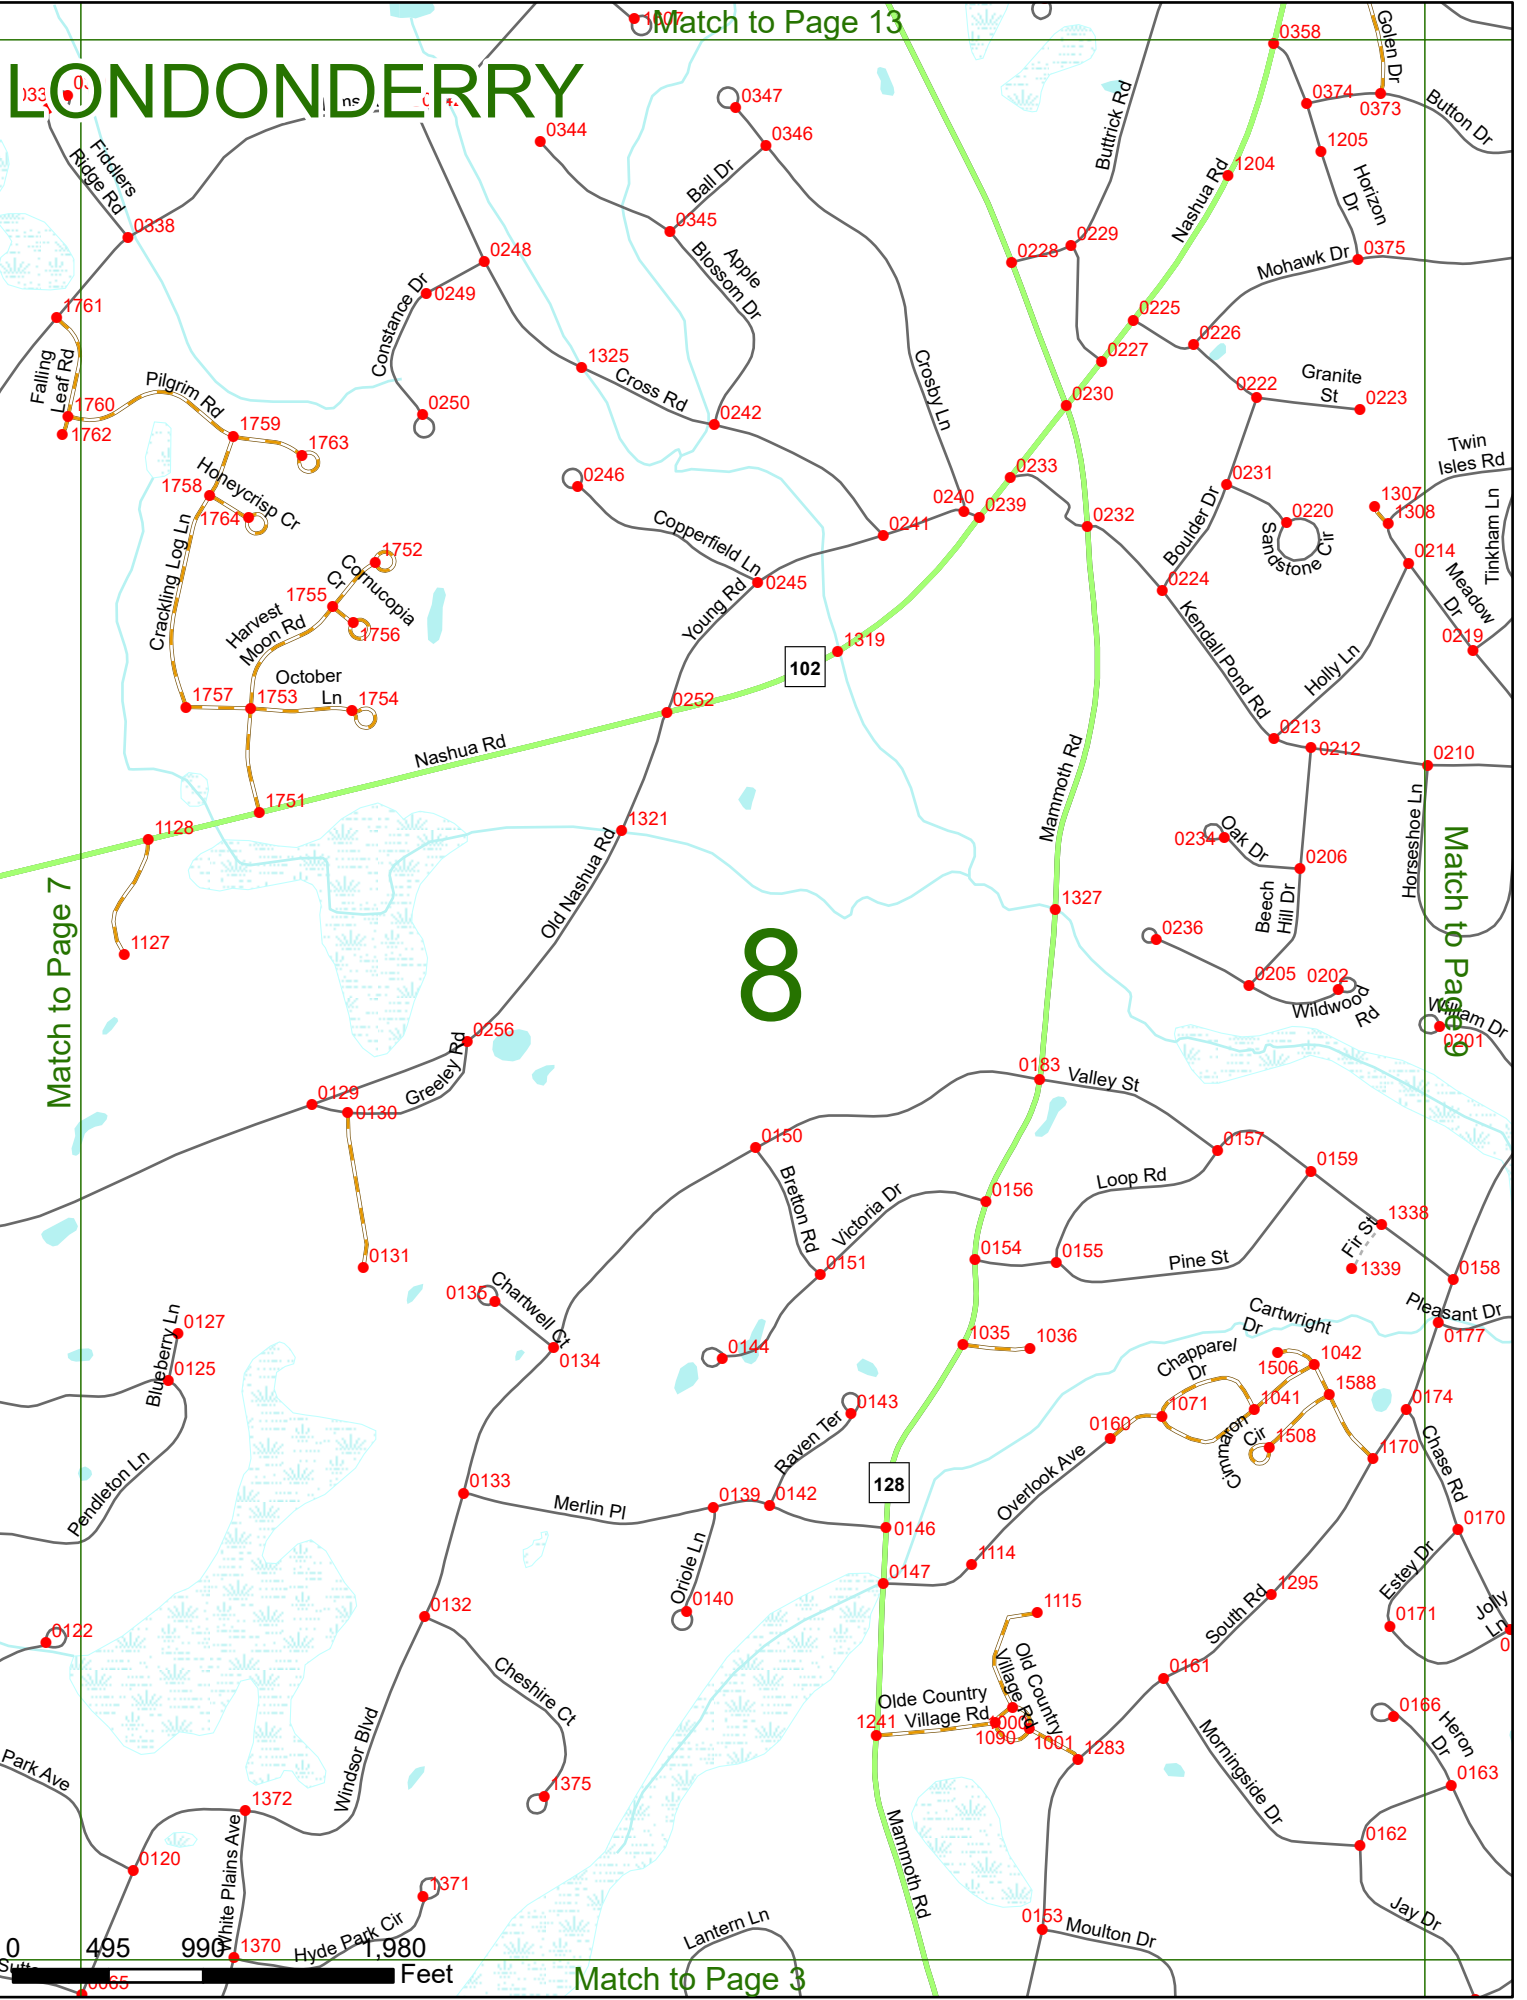 1607
Match to Page 13
LONDONDERRY
0358
Golen Dr
0374
0373
Button Dr
0347
0344
0346
Buttrick Rd
1205
Fiddlers
Ridge Rd
Ball Dr
Nashua Rd
1204
Horizon
Dr
0338
0345
0229
0228
0375
Mohawk Dr
0248
Apple
Blossom Dr
0249
Constance Dr
1761
0225
0226
Falling
Leaf Rd
Pilgrim Rd
1325
Cross Rd
Crosby Ln
0227
Granite
St
0222
0223
1760
1762
0250
0242
0230
1759
1763
Twin
Isles Rd
Honeycrisp Cr
1758
1764
0246
0233
0231
1307
1308
0240
0239
0241
0232
0220
Sandstone Cir
Boulder Dr
Tinkham Ln
Copperfield Ln
Crackling Log Ln
1752
Cornucopia
Cr
0214
Meadow
Dr
1755
1756
Harvest
Moon Rd
Young Rd
0245
0224
Kendall Pond Rd
0219
1319
102
Holly Ln
October
Ln
1757
1753
1754
0252
0213
0212
0210
Nashua Rd
Mammoth Rd
1751
1128
1321
Oak Dr
0234
0206
Horseshoe Ln
Match to Page 9
Old Nashua Rd
Match to Page 7
Beech
Hill Dr
1327
1127
0236
8
0205
0202
Wildwood
Rd
William Dr
0201
0256
Greeley Rd
0183
Valley St
0129
0130
0150
0157
0159
Bretton Rd
Victoria Dr
Loop Rd
0156
1338
Fir St
0131
0151
0154
0155
Pine St
1339
0158
Chartwell Ct
0135
Pleasant Dr
Cartwright
Dr
Blueberry Ln
0127
0134
0144
1035
1036
0177
Chapparel
Dr
1506
1042
0125
1588
0143
1071
1041
0174
Raven Ter
0160
Cimmaron
Cir
1508
1170
Chase Rd
Overlook Ave
Pendleton Ln
128
0133
Merlin Pl
0139
0142
0146
0170
Oriole Ln
1114
Estey Dr
0147
1295
0140
1115
South Rd
0171
Jolly
Ln
0132
0122
0
Old Country
Village Rd
Cheshire Ct
0161
Olde Country
Village Rd
0166
Heron
Dr
1241
1000
1090
1001
1283
Windsor Blvd
Morningside Dr
Park Ave
1375
0163
1372
Mammoth Rd
0162
0120
White Plains Ave
1371
Jay Dr
Hyde Park Cir
Lantern Ln
0153
Moulton Dr
0 495 990 1,980
1370
Feet
Match to Page 3